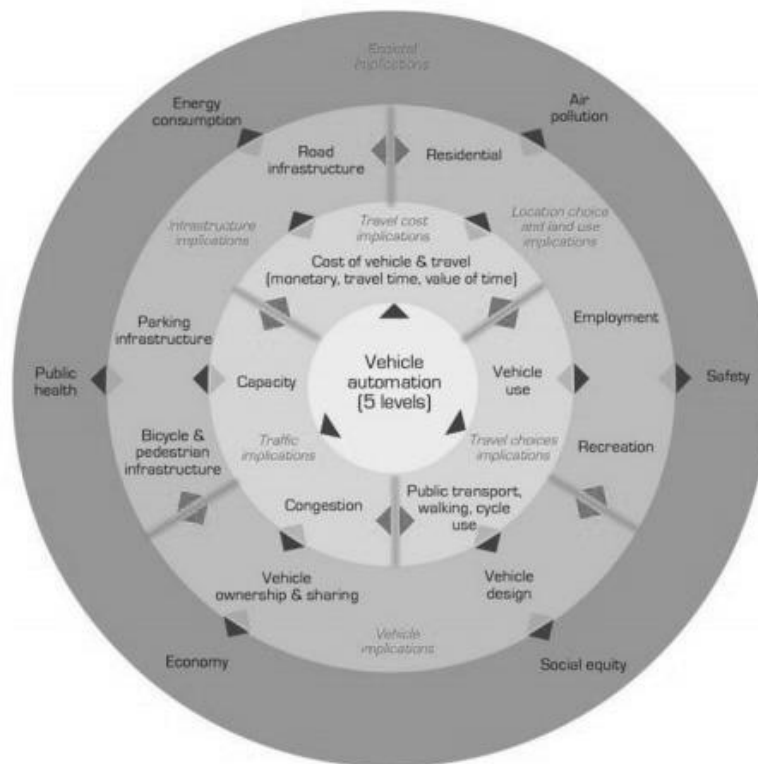 implications
Energy
consumption
Air
pollution
Road
infrastructure
Residential
Infrastructure
implications
Travel cost
implications
Location choice
and land use
implications
Cost of vehicle & travel
(monetary, travel time, value of time)
Parking
infrastructure
Employment
Public
health
Capacity
Vehicle
automation
(5 levels)
Vehicle
use
Safety
Bicycle &
pedestrian
infrastructure
Traffic
implications
Travel choices
implications
Recreation
Congestion
Public transport,
walking, cycle
use
Vehicle
ownership & sharing
Vehicle
design
Vehicle
implications
Economy
Social equity